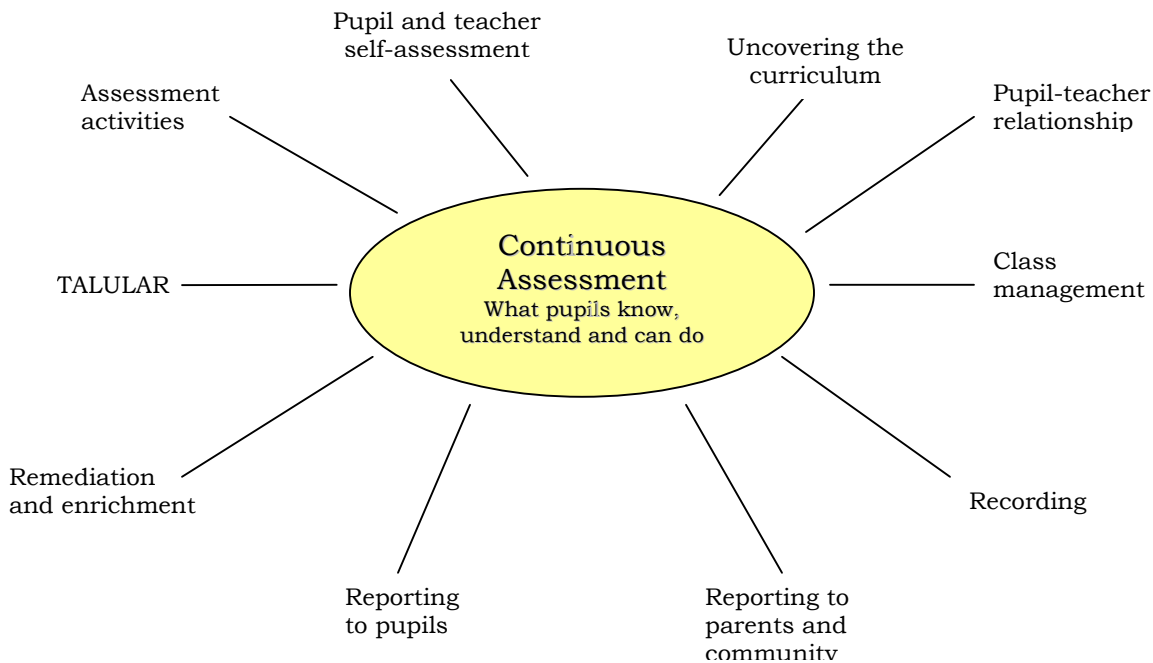 Pupil and teacher
self-assessment
Uncovering the
curriculum
Assessment
activities
Pupil-teacher
relationship
Continuous
Assessment
What pupils know,
understand and can do
TALULAR
Class
management
Remediation
and enrichment
Recording
Reporting
to pupils
Reporting to
parents and
community